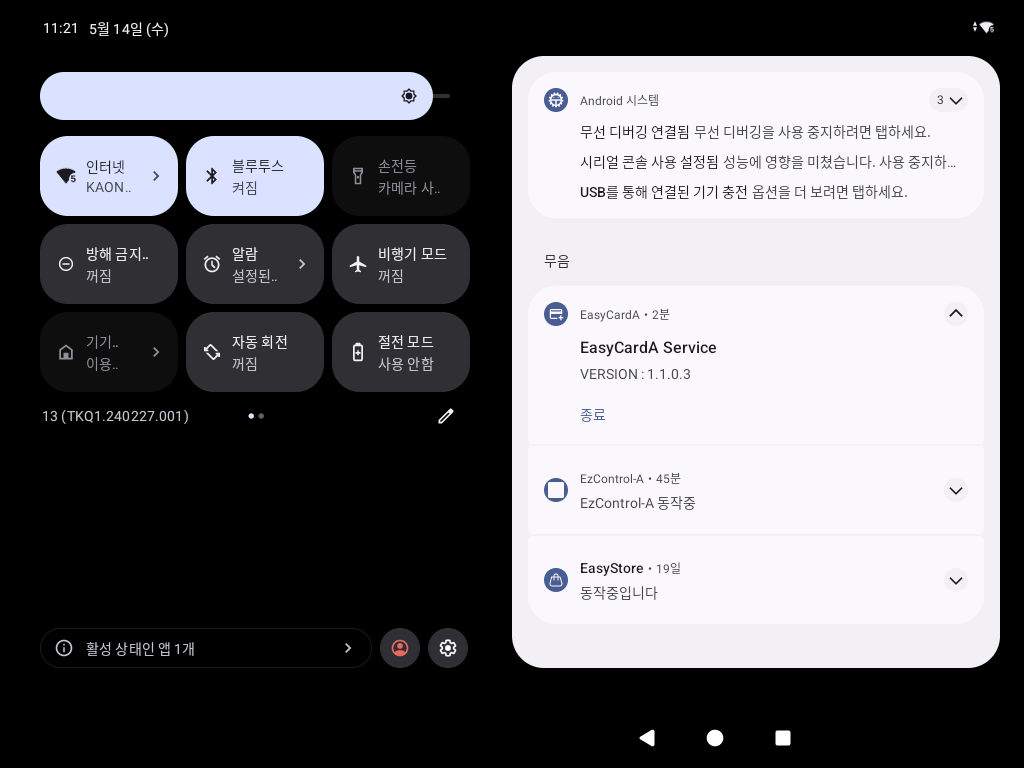 11:21 5월 14일 (수)
인터넷
KAON..
블루투스
켜짐
손전등
카메라 사..
방해 금지..
꺼짐
알람
설정된..
비행기 모드
꺼짐
기기..
이용..
자동 회전
꺼짐
절전 모드
사용 안함
13 (TKQ1.240227.001)
활성 상태인 앱 1개
Android 시스템
3
무선 디버깅 연결됨 무선 디버깅을 사용 중지하려면 탭하세요.
시리얼 콘솔 사용 설정됨 성능에 영향을 미쳤습니다. 사용 중지하…
USB를 통해 연결된 기기 충전 옵션을 더 보려면 탭하세요.
무음
EasyCardA • 2분
EasyCardA Service
VERSION : 1.1.0.3
종료
EzControl-A • 45분
EzControl-A 동작중
EasyStore • 19일
동작중입니다